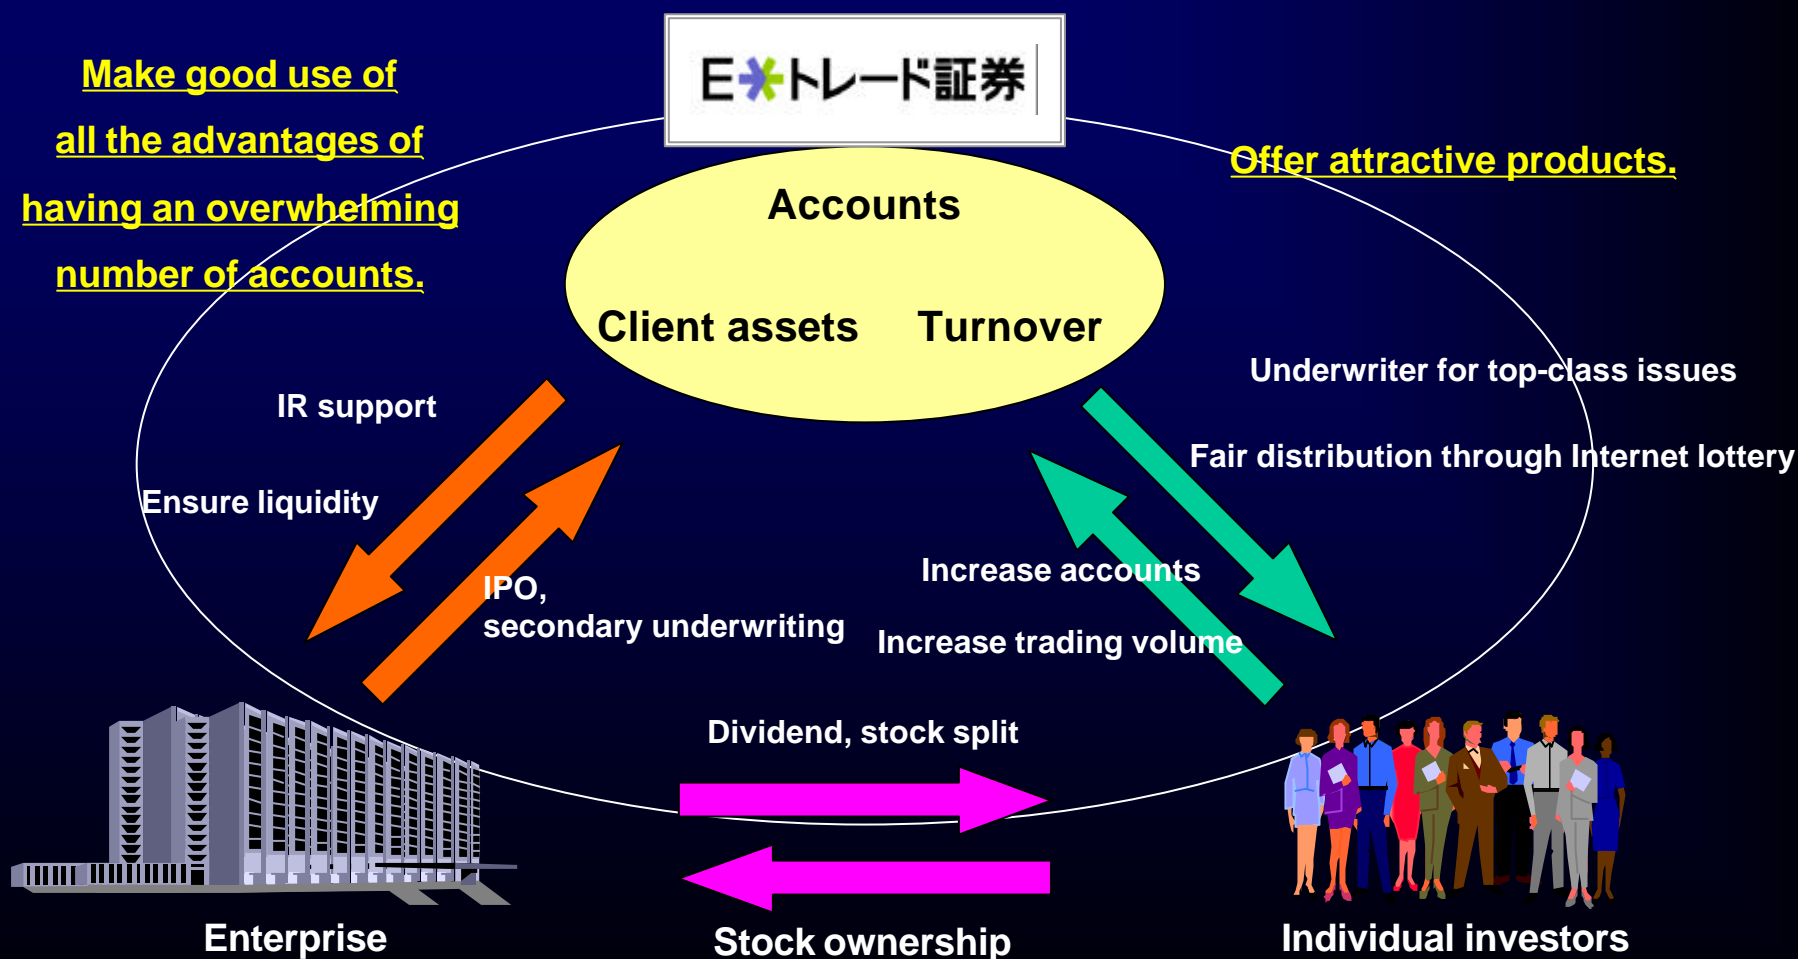 E*トレード証券
Make good use of
all the advantages of
having an overwhelming
number of accounts.
Offer attractive products.
Accounts
Client assets
Turnover
IR support
Ensure liquidity
Underwriter for top-class issues
Fair distribution through Internet lottery
IPO,
secondary underwriting
Increase accounts
Increase trading volume
Dividend, stock split
Enterprise
Stock ownership
Individual investors